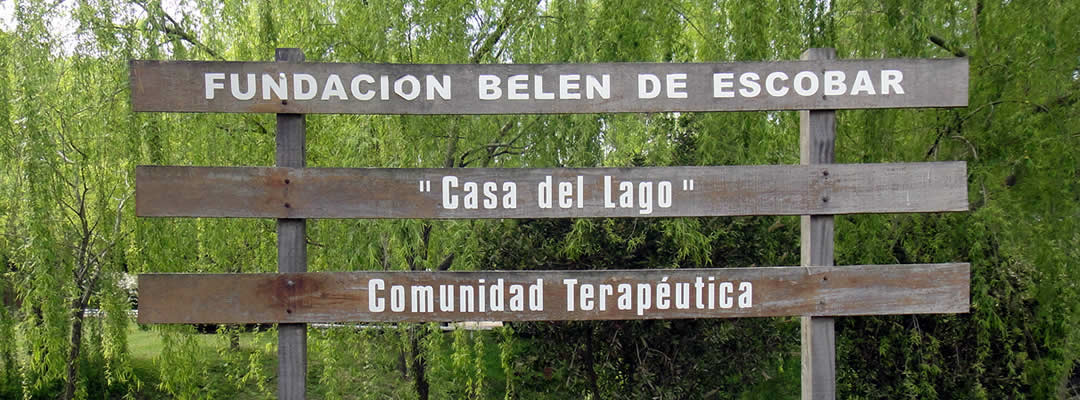 FUNDACION BELEN DE ESCOBAR
" Casa del Lago "
Comunidad Terapéutica